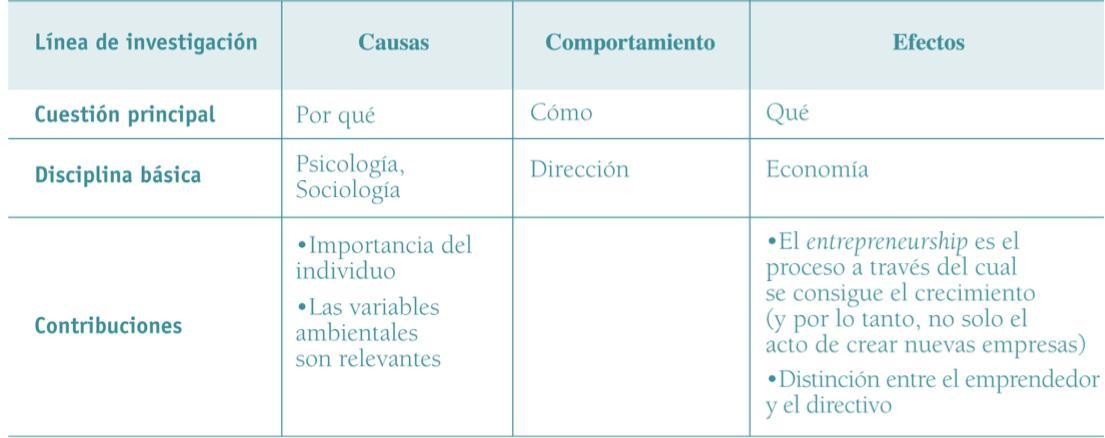 Línea de investigación
Causas
Comportamiento
Efectos
Cuestión principal
Por qué
Cómo
Qué
Disciplina básica
Psicología,
Sociología
Dirección
Economía
Contribuciones
•Importancia del
individuo
•Las variables
ambientales
son relevantes
•El entrepreneurship es el
proceso a través del cual
se consigue el crecimiento
(y por lo tanto, no solo el
acto de crear nuevas empresas)
•Distinción entre el emprendedor
y el directivo